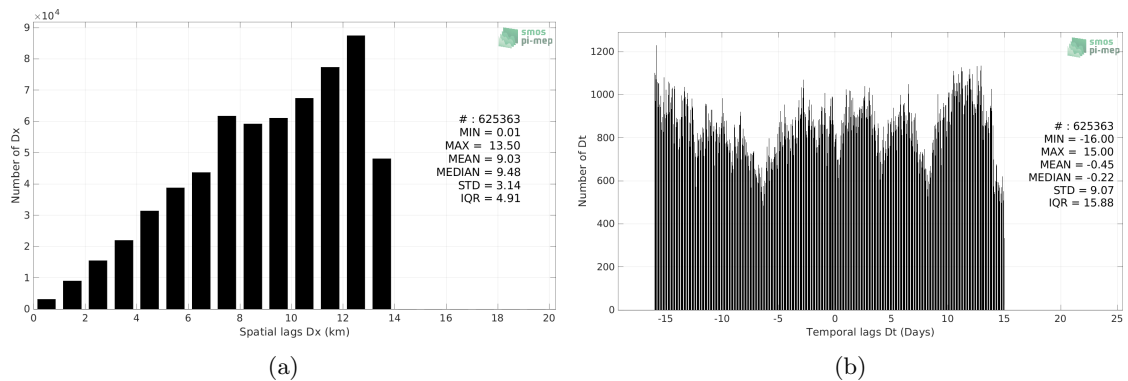 ×10⁴
9
8
7
6
5
4
3
2
1
0
Number of Dx
0 2 4 6 8 10 12 14 16 18 20
Spatial lags Dx (km)
smos
pi-mep
# : 625363
MIN = 0.01
MAX = 13.50
MEAN = 9.03
MEDIAN = 9.48
STD = 3.14
IQR = 4.91
(a)
1200
1000
800
600
400
200
0
Number of Dt
-15 -10 -5 0 5 10 15 20 25
Temporal lags Dt (Days)
smos
pi-mep
# : 625363
MIN = -16.00
MAX = 15.00
MEAN = -0.45
MEDIAN = -0.22
STD = 9.07
IQR = 15.88
(b)